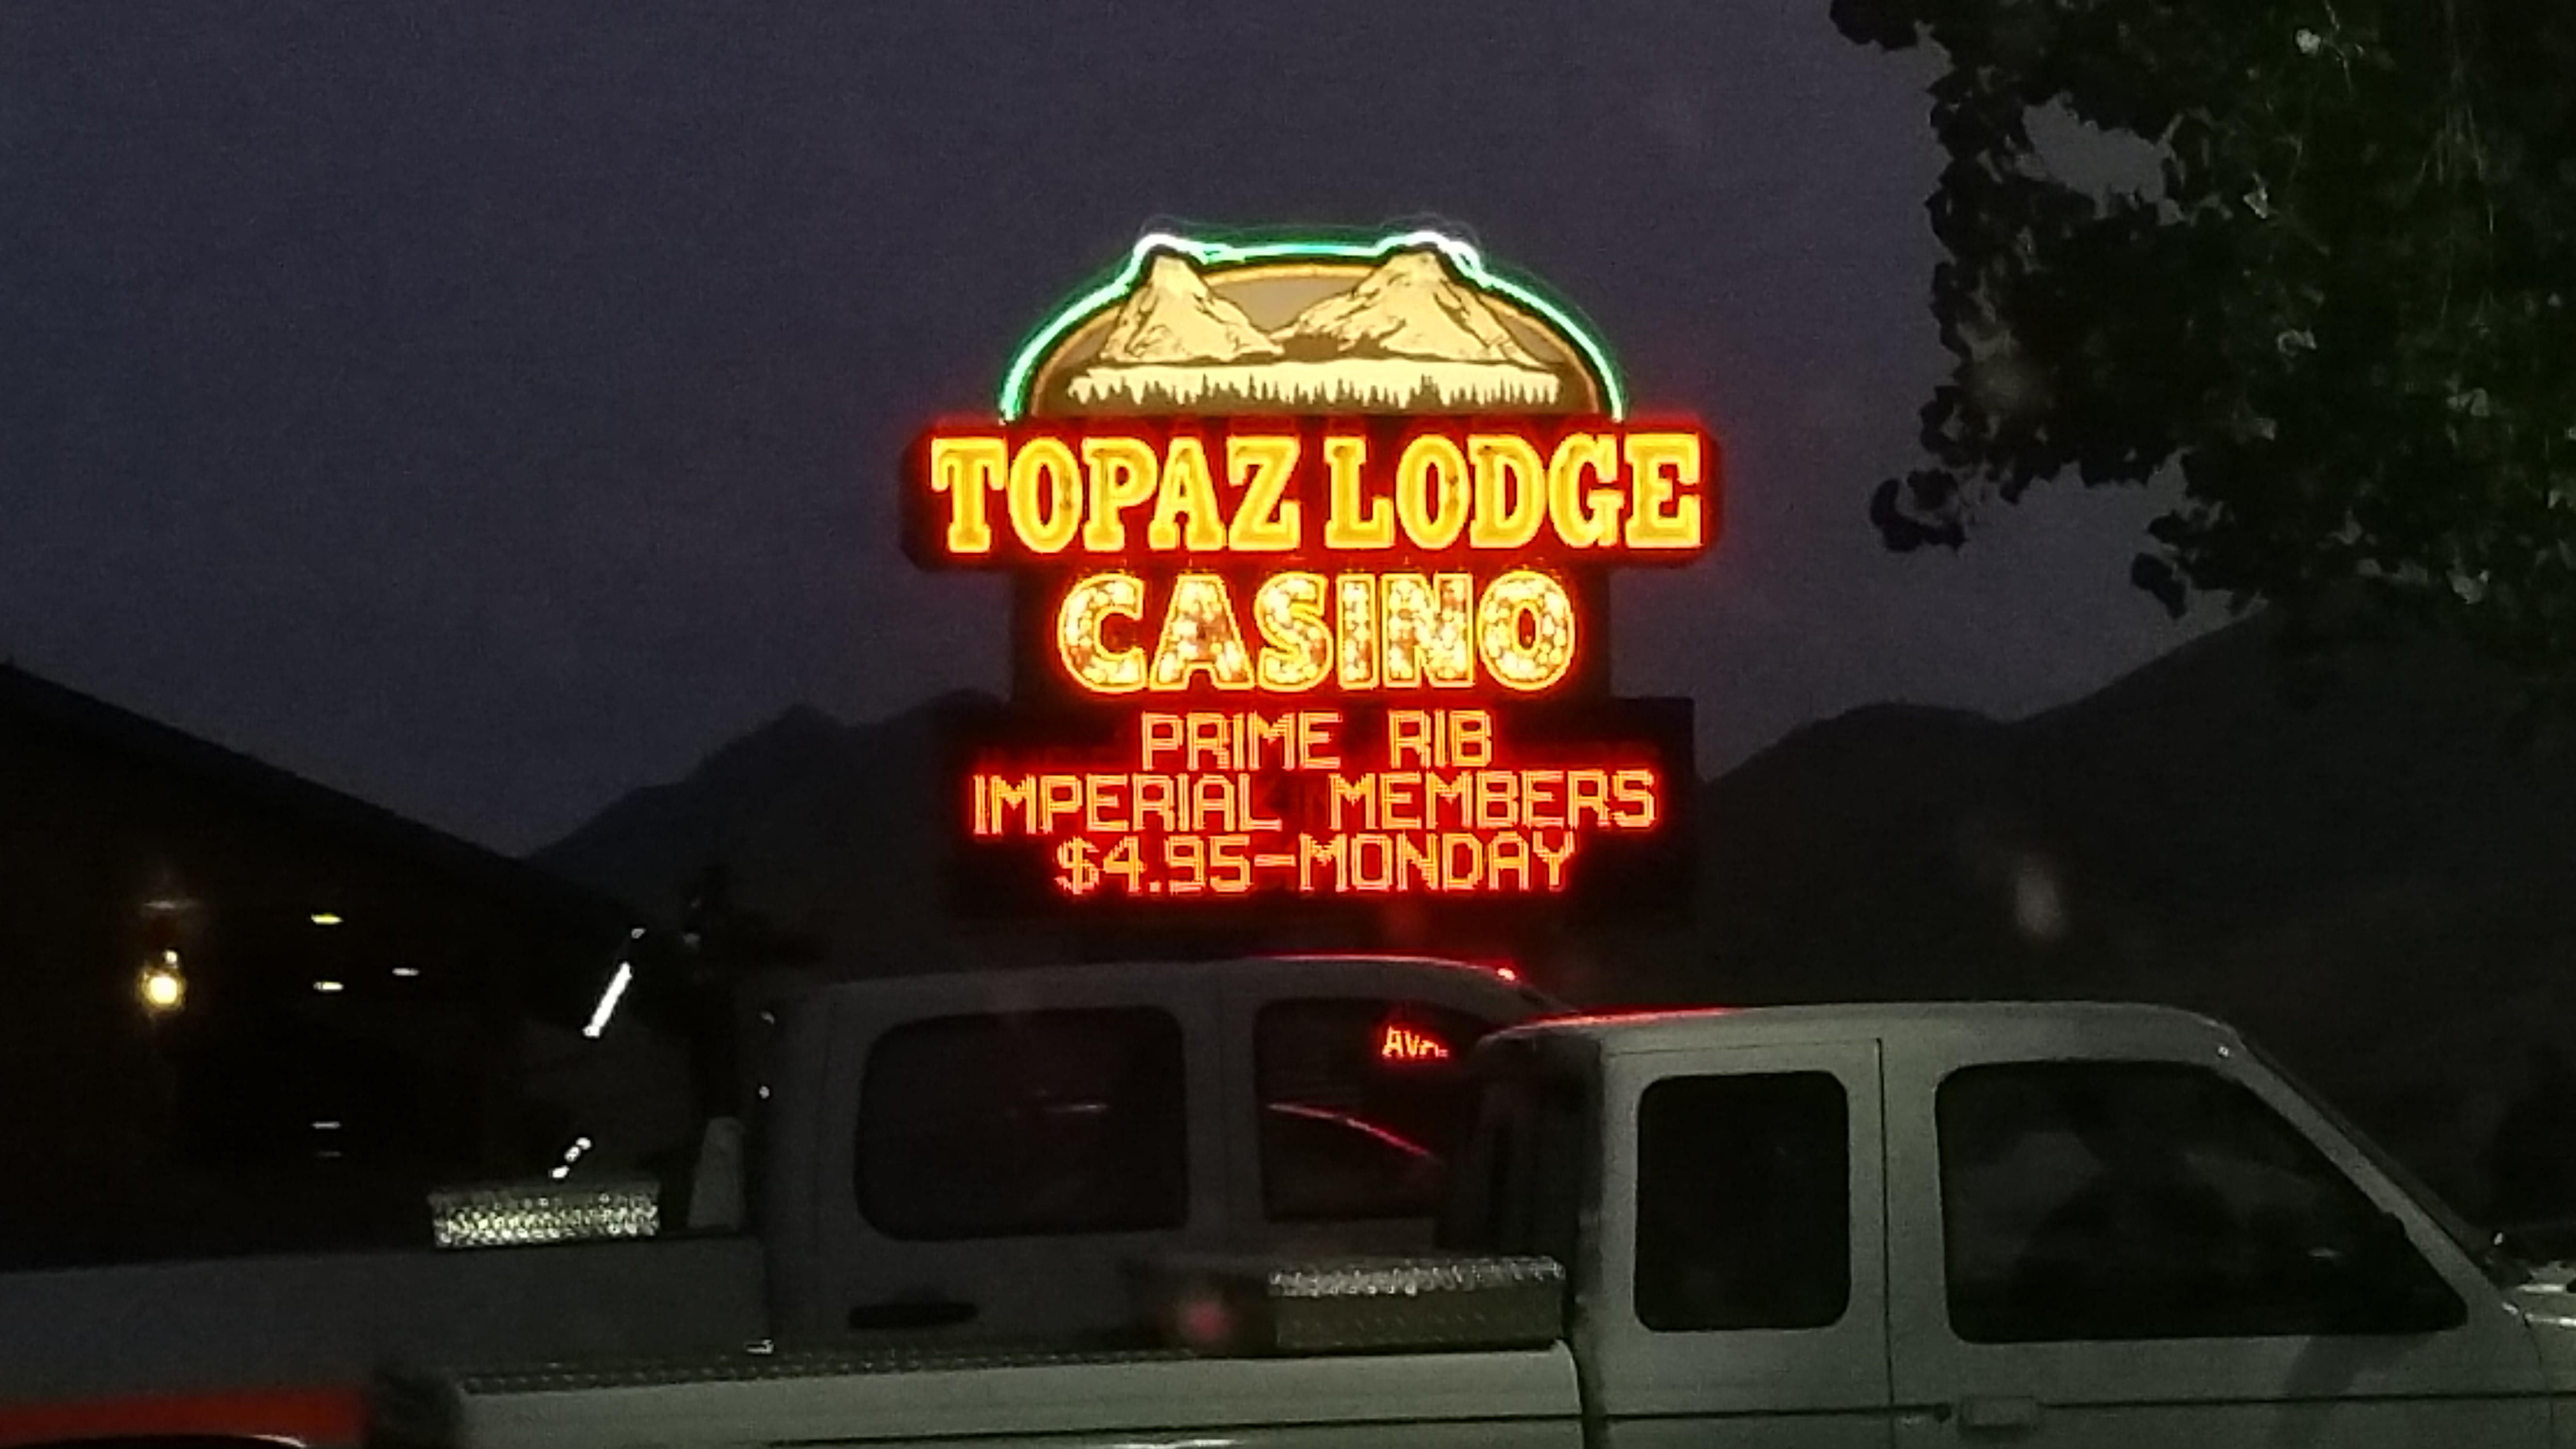 TOPAZ LODGE
CASINO
PRIME RIB
IMPERIAL MEMBERS
$4.95-MONDAY